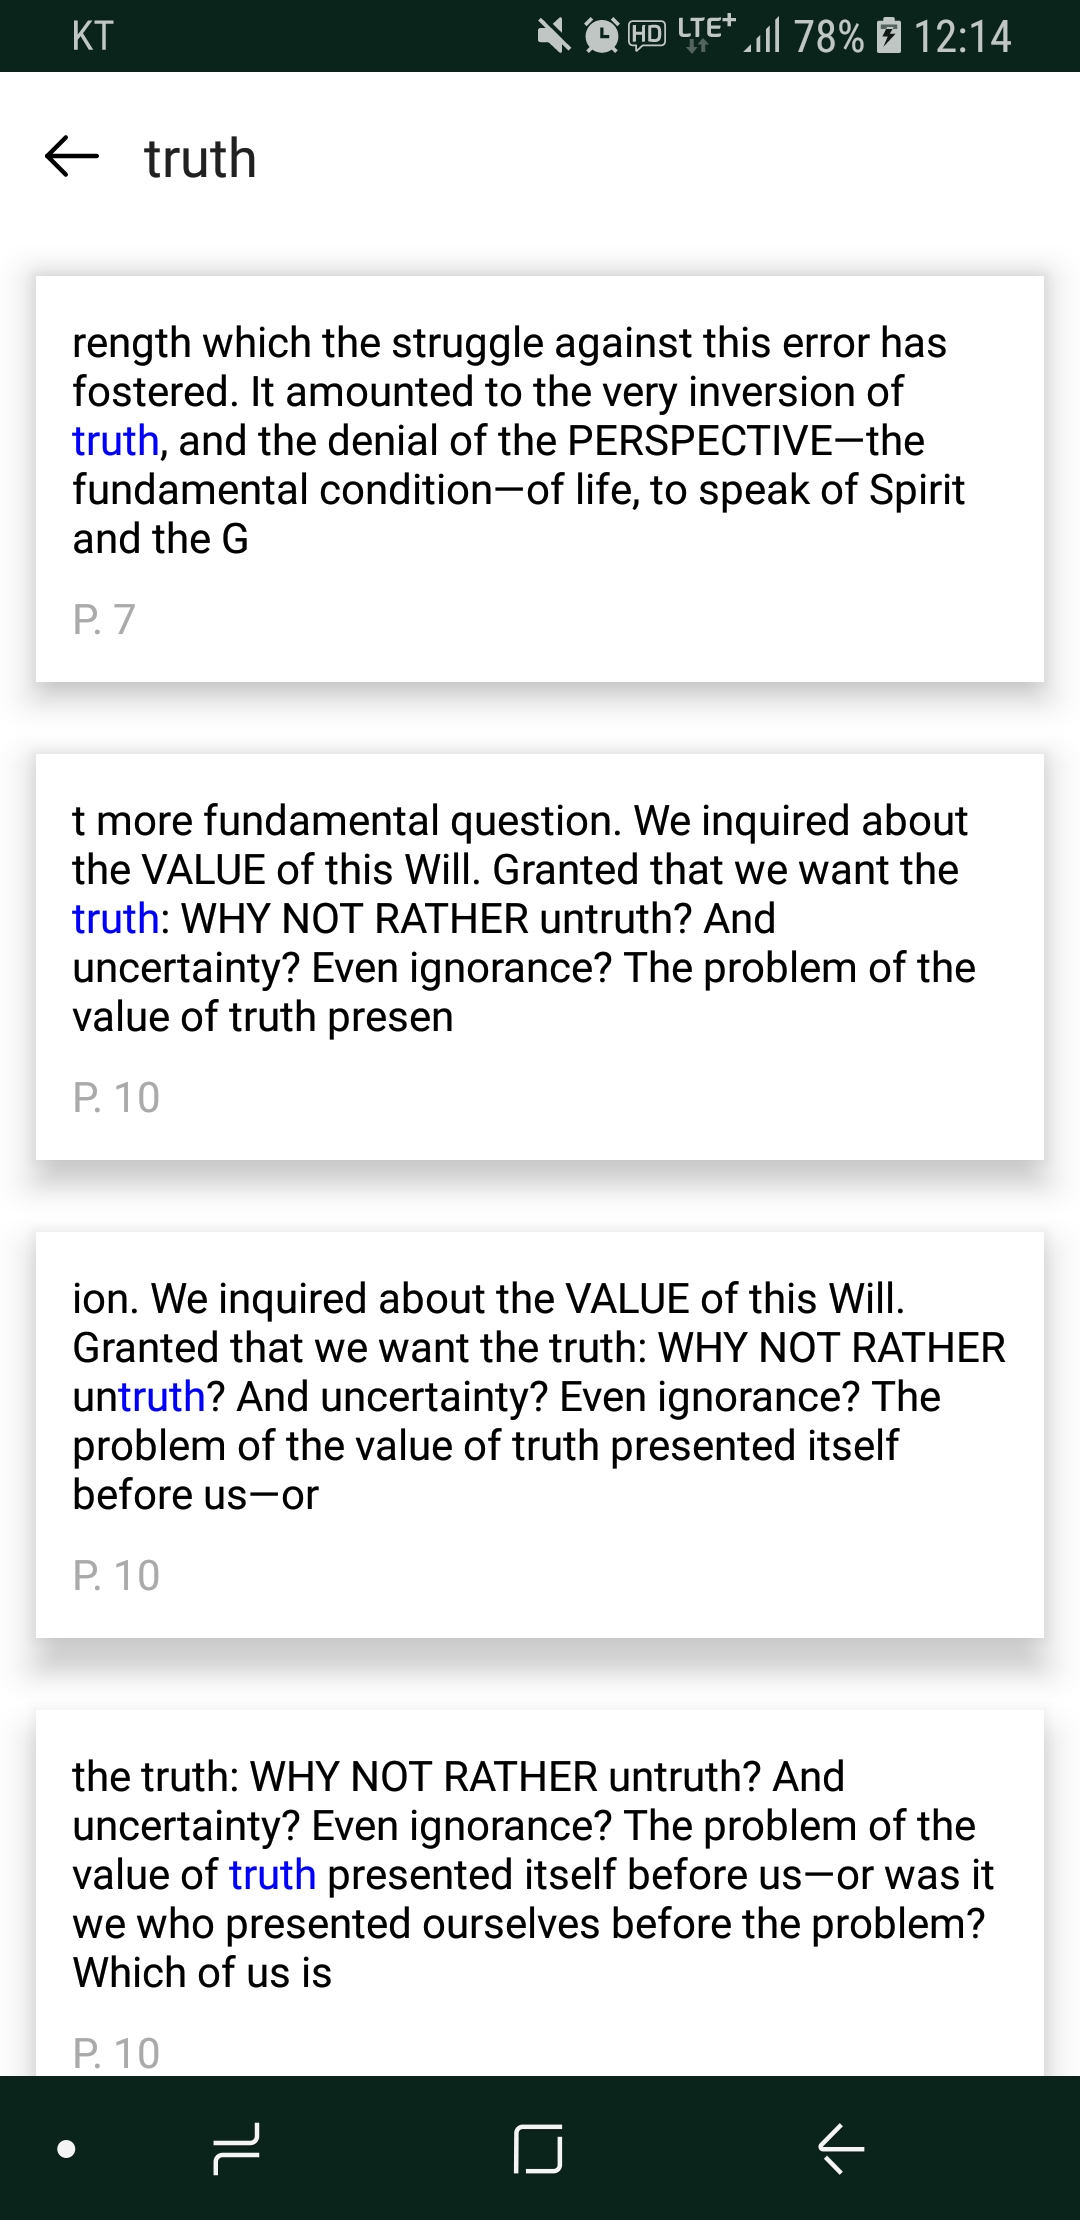 KT HD LTE+ 78% 12:14
truth
rength which the struggle against this error has
fostered. It amounted to the very inversion of
truth, and the denial of the PERSPECTIVE—the
fundamental condition—of life, to speak of Spirit
and the G
P. 7
t more fundamental question. We inquired about
the VALUE of this Will. Granted that we want the
truth: WHY NOT RATHER untruth? And
uncertainty? Even ignorance? The problem of the
value of truth presen
P. 10
ion. We inquired about the VALUE of this Will.
Granted that we want the truth: WHY NOT RATHER
untruth? And uncertainty? Even ignorance? The
problem of the value of truth presented itself
before us—or
P. 10
the truth: WHY NOT RATHER untruth? And
uncertainty? Even ignorance? The problem of the
value of truth presented itself before us—or was it
we who presented ourselves before the problem?
Which of us is
P. 10